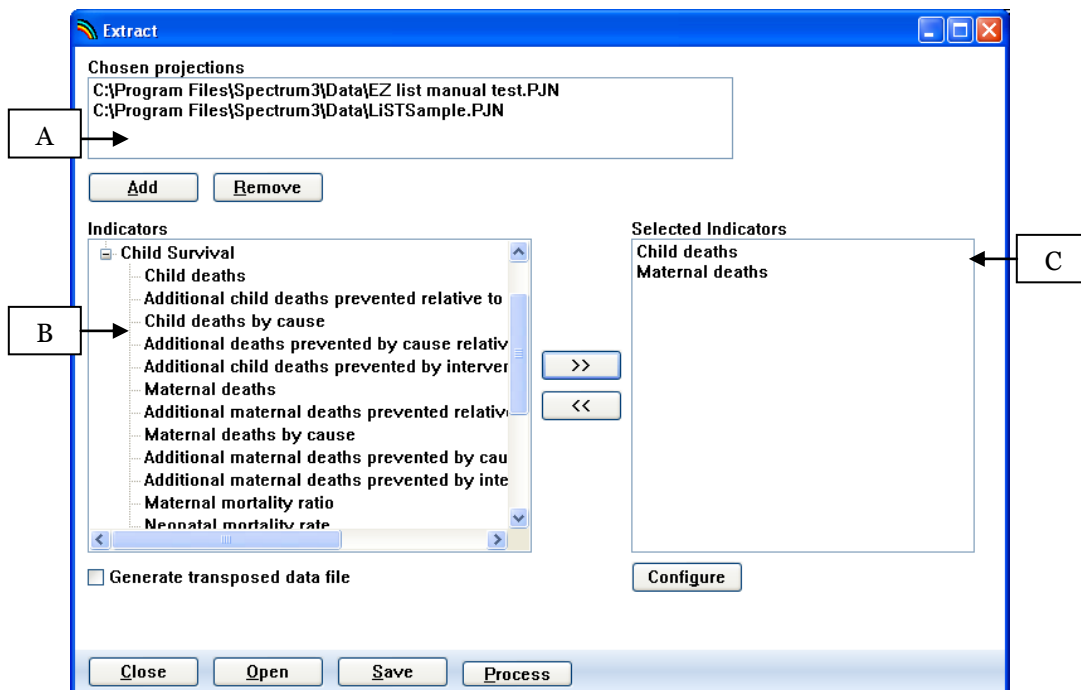 Extract
Chosen projections
C:\Program Files\Spectrum3\Data\EZ list manual test.PJN
C:\Program Files\Spectrum3\Data\LiSTSample.PJN
A
Add
Remove
Indicators
Child Survival
Child deaths
Additional child deaths prevented relative to
Child deaths by cause
Additional deaths prevented by cause relativ
Additional child deaths prevented by interver
Maternal deaths
Additional maternal deaths prevented relative
Maternal deaths by cause
Additional maternal deaths prevented by cau
Additional maternal deaths prevented by inte
Maternal mortality ratio
Neonatal mortality rate
B
>>
<<
Selected Indicators
Child deaths
Maternal deaths
C
Generate transposed data file
Configure
Close
Open
Save
Process